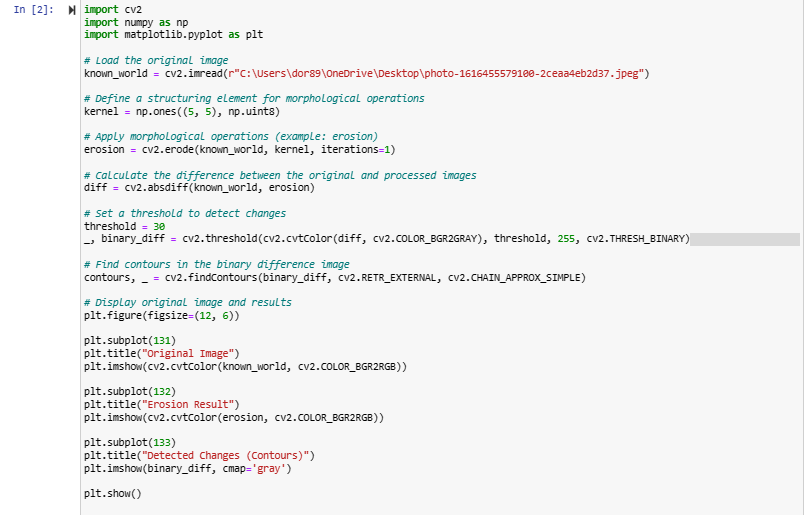 In [2]:
import cv2
import numpy as np
import matplotlib.pyplot as plt
# Load the original image
known_world = cv2.imread(r"C:\Users\dor89\OneDrive\Desktop\photo-1616455579100-2ceaa4eb2d37.jpeg")
# Define a structuring element for morphological operations
kernel = np.ones((5, 5), np.uint8)
# Apply morphological operations (example: erosion)
erosion = cv2.erode(known_world, kernel, iterations=1)
# Calculate the difference between the original and processed images
diff = cv2.absdiff(known_world, erosion)
# Set a threshold to detect changes
threshold = 30
_, binary_diff = cv2.threshold(cv2.cvtColor(diff, cv2.COLOR_BGR2GRAY), threshold, 255, cv2.THRESH_BINARY)
# Find contours in the binary difference image
contours, _ = cv2.findContours(binary_diff, cv2.RETR_EXTERNAL, cv2.CHAIN_APPROX_SIMPLE)
# Display original image and results
plt.figure(figsize=(12, 6))
plt.subplot(131)
plt.title("Original Image")
plt.imshow(cv2.cvtColor(known_world, cv2.COLOR_BGR2RGB))
plt.subplot(132)
plt.title("Erosion Result")
plt.imshow(cv2.cvtColor(erosion, cv2.COLOR_BGR2RGB))
plt.subplot(133)
plt.title("Detected Changes (Contours)")
plt.imshow(binary_diff, cmap='gray')
plt.show()